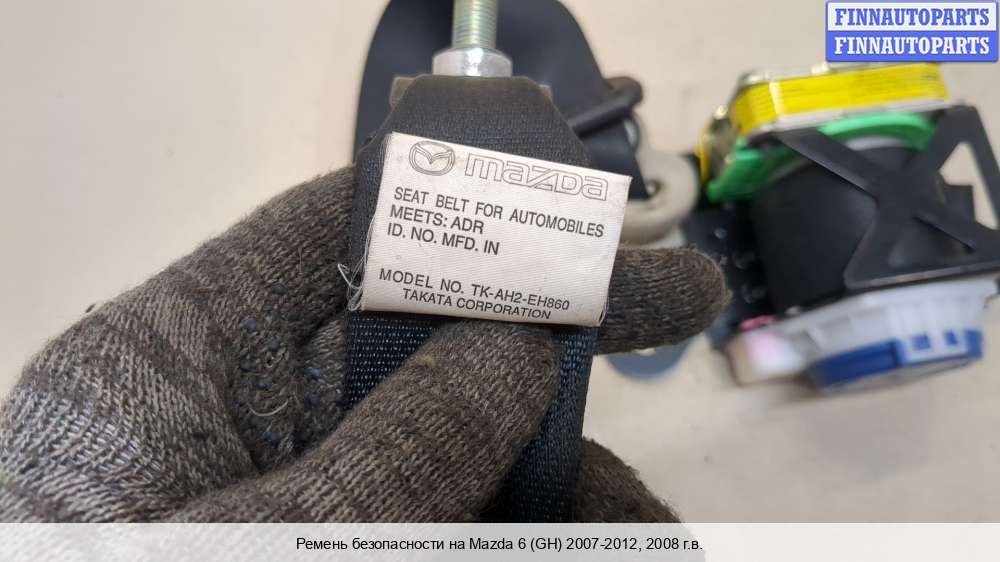 FINNAUTOPARTS
FINNAUTOPARTS
mazda
SEAT BELT FOR AUTOMOBILES
MEETS: ADR
ID. NO. MFD. IN
MODEL NO. TK-AH2-EH860
TAKATA CORPORATION
Ремень безопасности на Mazda 6 (GH) 2007-2012, 2008 г.в.